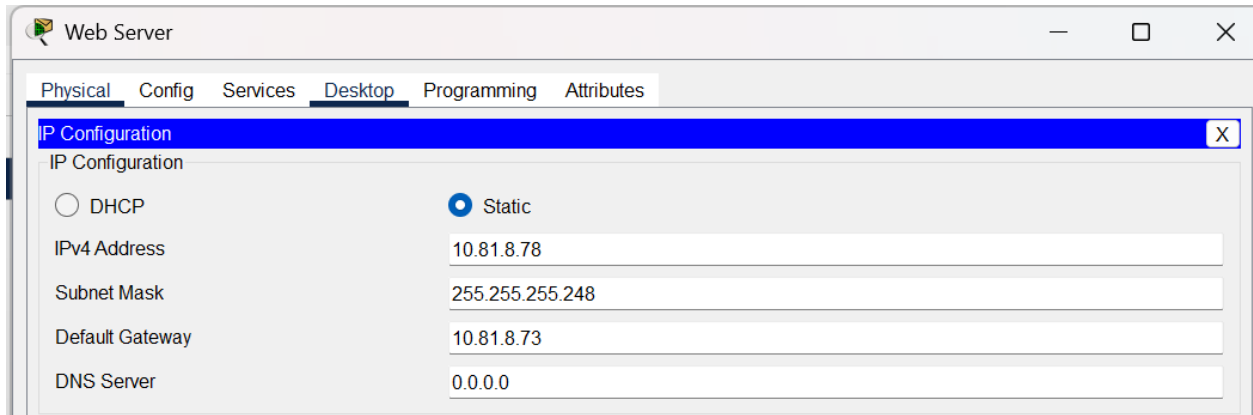 Web Server
Physical Config Services Desktop Programming Attributes
IP Configuration X
IP Configuration
DHCP Static
IPv4 Address 10.81.8.78
Subnet Mask 255.255.255.248
Default Gateway 10.81.8.73
DNS Server 0.0.0.0